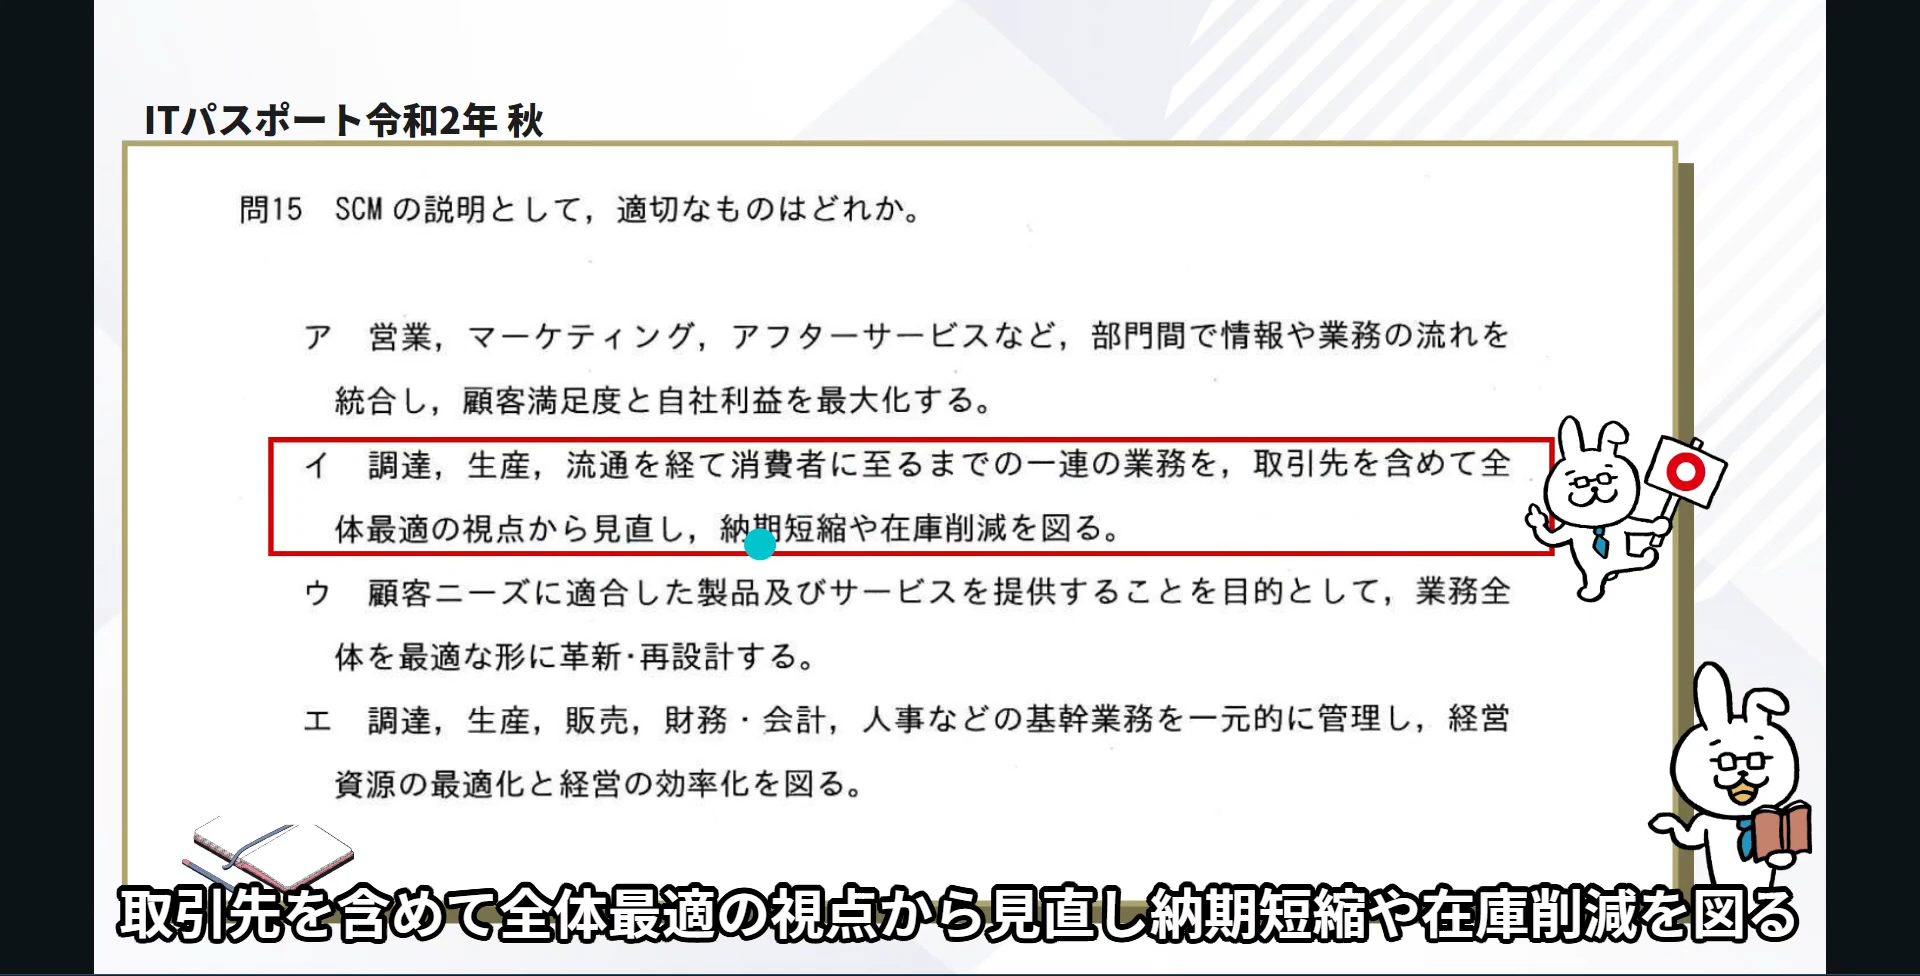 ITパスポート令和2年 秋
問15　SCM の説明として，適切なものはどれか。
ア　営業，マーケティング，アフターサービスなど，部門間で情報や業務の流れを
統合し，顧客満足度と自社利益を最大化する。
イ　調達，生産，流通を経て消費者に至るまでの一連の業務を，取引先を含めて全
体最適の視点から見直し，納期短縮や在庫削減を図る。
ウ　顧客ニーズに適合した製品及びサービスを提供することを目的として，業務全
体を最適な形に革新・再設計する。
エ　調達，生産，販売，財務・会計，人事などの基幹業務を一元的に管理し，経営
資源の最適化と経営の効率化を図る。
取引先を含めて全体最適の視点から見直し納期短縮や在庫削減を図る